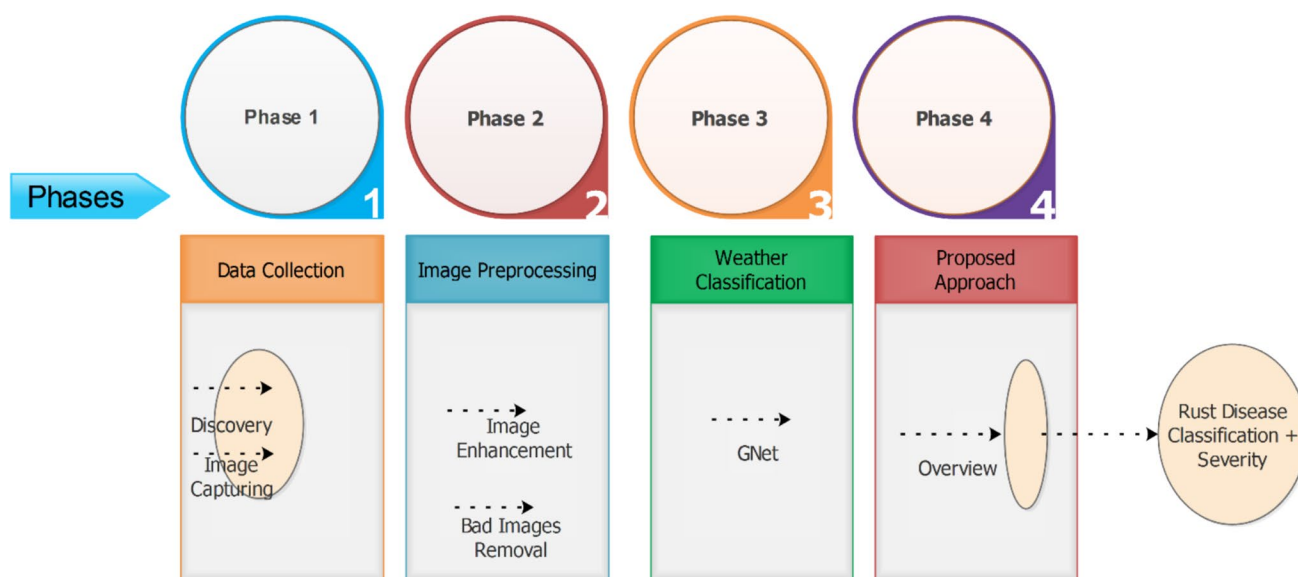 Phase 1
Phase 2
Phase 3
Phase 4
Phases
1
2
3
4
Data Collection
Image Preprocessing
Weather
Classification
Proposed
Approach
Discovery
Image
Capturing
Image
Enhancement
Bad Images
Removal
GNet
Overview
Rust Disease
Classification +
Severity